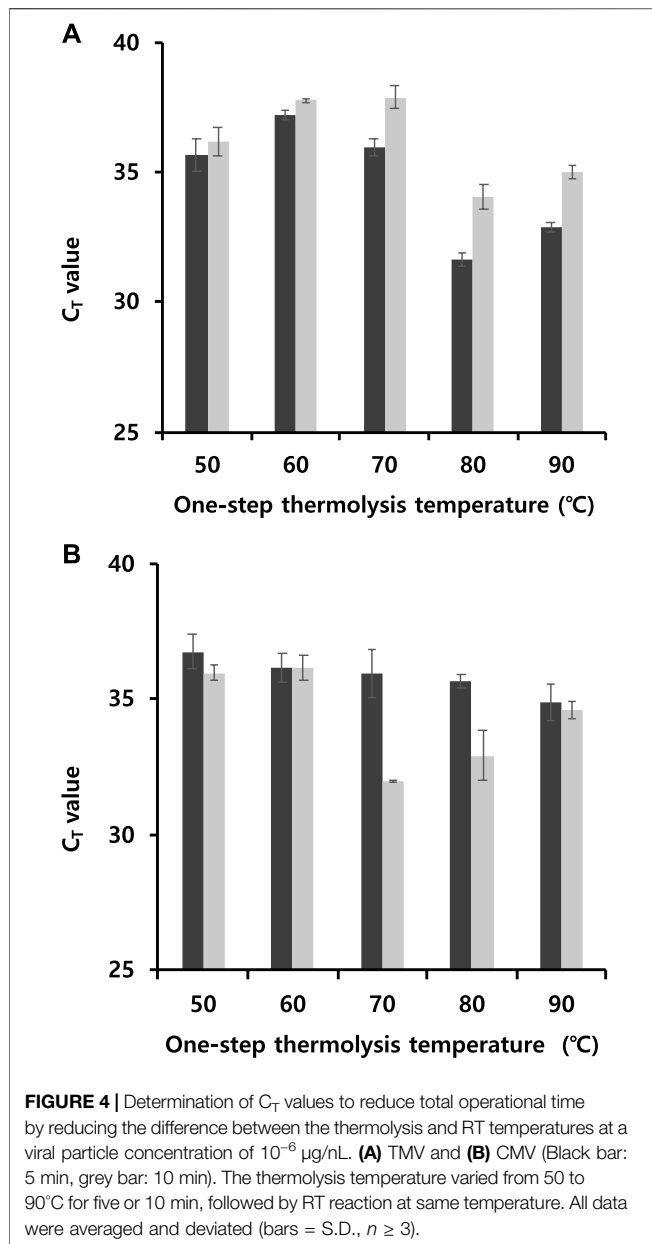 A
40
35
30
25
C_T value
50 60 70 80 90
One-step thermolysis temperature (℃)
B
40
35
30
25
C_T value
50 60 70 80 90
One-step thermolysis temperature (℃)
FIGURE 4 | Determination of C_T values to reduce total operational time
by reducing the difference between the thermolysis and RT temperatures at a
viral particle concentration of 10⁻⁶ μg/nL. (A) TMV and (B) CMV (Black bar:
5 min, grey bar: 10 min). The thermolysis temperature varied from 50 to
90°C for five or 10 min, followed by RT reaction at same temperature. All data
were averaged and deviated (bars = S.D., n ≥ 3).